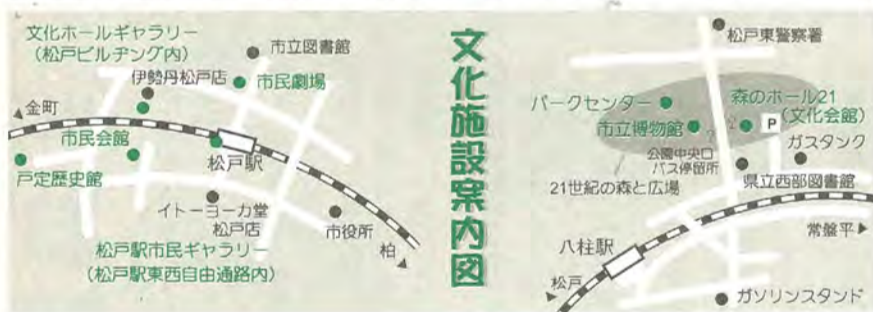 文化ホールギャラリー
(松戸ビルヂング内)
市立図書館
伊勢丹松戸店
市民劇場
金町
市民会館
松戸駅
戸定歴史館
イトーヨーカ堂
松戸店
市役所
柏
松戸駅市民ギャラリー
(松戸駅東西自由通路内)
文化施設案内図
松戸東警察署
パークセンター
森のホール21
(文化会館)
P
市立博物館
ガスタンク
公園中央口
バス停留所
21世紀の森と広場
県立西部図書館
常盤平
八柱駅
松戸
ガソリンスタンド